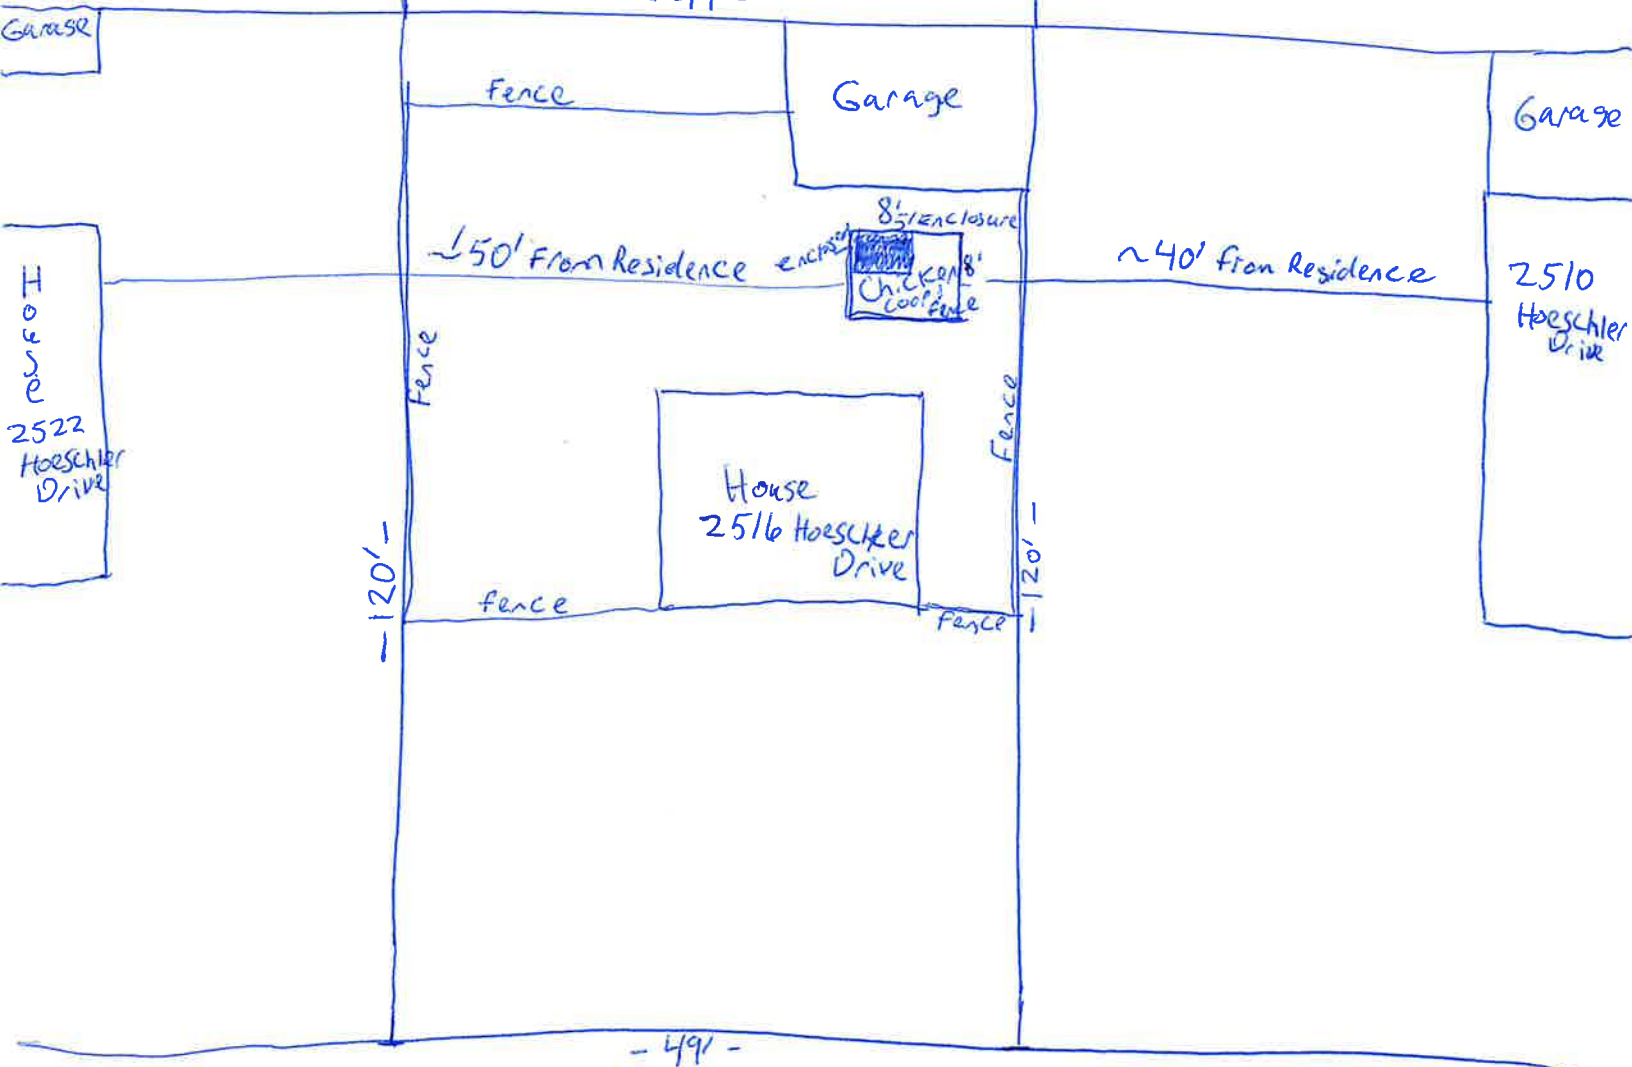 Garase
Fence
Garage
Garage
8'
enclosure
~50' From Residence
enclosed
8'
Chicken
coop
fence
~40' from Residence
House
2522
Hoeschler
Drive
2510
Hoeschler
Drive
Fence
Fence
House
2516 Hoeschler
Drive
-120'-
-120'-
fence
Fence
- 49' -